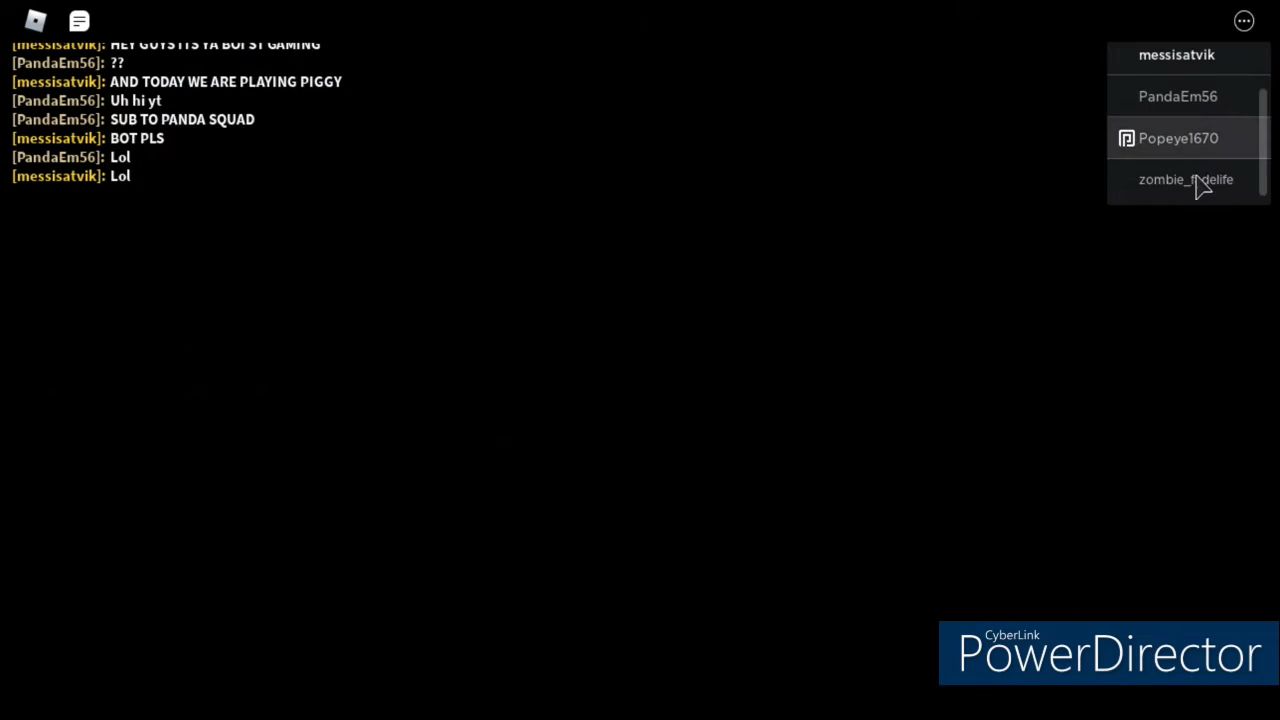 [messisatvik]: HEY GUYS ITS YA BOI ST GAMING
[PandaEm56]: ??
[messisatvik]: AND TODAY WE ARE PLAYING PIGGY
[PandaEm56]: Uh hi yt
[PandaEm56]: SUB TO PANDA SQUAD
[messisatvik]: BOT PLS
[PandaEm56]: Lol
[messisatvik]: Lol
messisatvik
PandaEm56
Popeye1670
CyberLink
PowerDirector